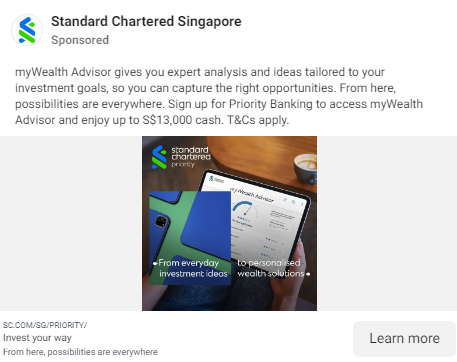 Standard Chartered Singapore
Sponsored
myWealth Advisor gives you expert analysis and ideas tailored to your
investment goals, so you can capture the right opportunities. From here,
possibilities are everywhere. Sign up for Priority Banking to access myWealth
Advisor and enjoy up to S$13,000 cash. T&Cs apply.
standard
chartered
priority
myWealth Advisor
From everyday
investment ideas
to personalised
wealth solutions
SC.COM/SG/PRIORITY/
Invest your way
From here, possibilities are everywhere
Learn more